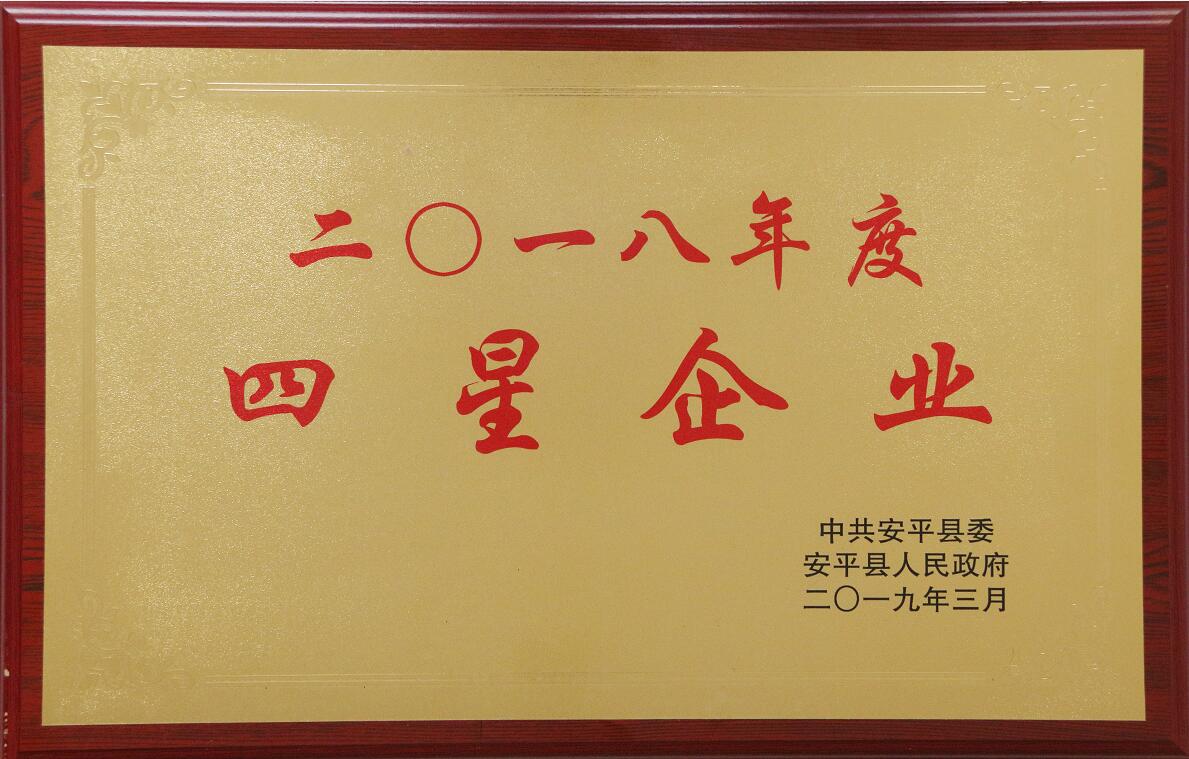 二〇一八年度
四星企业
中共安平县委
安平县人民政府
二〇一九年三月